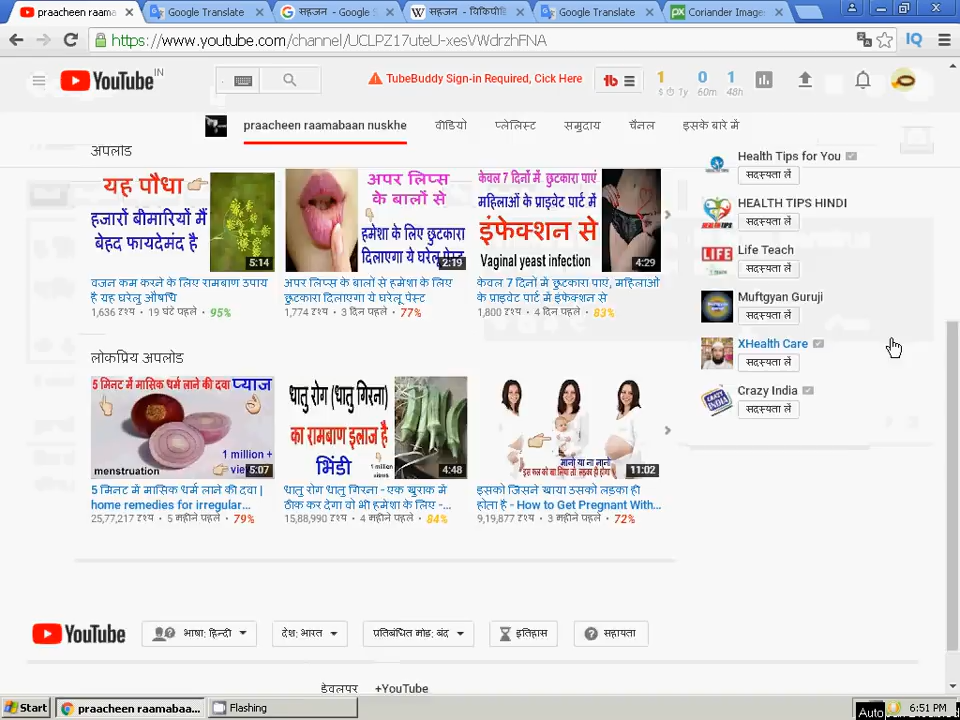 praacheen raama
Google Translate
सहजन - Google S
सहजन - विकिपीडि
Google Translate
Coriander Image
https://www.youtube.com/channel/UCLPZ17uteU-xesVWdrzhFNA
IQ
YouTube IN
TubeBuddy Sign-in Required, Click Here
tb
1 0 1
1y 60m 48h
praacheen raamabaan nuskhe
वीडियो
प्लेलिस्ट
समुदाय
चैनल
इसके बारे में
अपलोड
यह पौधा
हजारों बीमारियों में
बेहद फायदेमंद है
5:14
अपर लिप्स
के बालों से
हमेशा के लिए
छुटकारा
दिलाएगा ये घरेलू पेस्ट
2:19
केवल 7 दिनों में छुटकारा पाएं
महिलाओं के प्राइवेट पार्ट में
इंफेक्शन से
Vaginal yeast infection
4:29
वजन कम करने के लिए रामबाण उपाय
है यह घरेलु औषधि
1,636 दृश्य • 19 घंटे पहले • 95%
अपर लिप्स के बालों से हमेशा के लिए
छुटकारा दिलाएगा ये घरेलू पेस्ट
1,774 दृश्य • 3 दिन पहले • 77%
केवल 7 दिनों में छुटकारा पाएं, महिलाओं
के प्राइवेट पार्ट में इंफेक्शन से
1,800 दृश्य • 4 दिन पहले • 83%
Health Tips for You
सदस्यता लें
HEALTH TIPS HINDI
सदस्यता लें
LIFE
Life Teach
सदस्यता लें
Muftgyan Guruji
सदस्यता लें
XHealth Care
सदस्यता लें
Crazy India
सदस्यता लें
लोकप्रिय अपलोड
5 मिनट में मासिक धर्म लाने की दवा प्याज
menstruation
1 million +
5:07
धातु रोग (धातु गिरना)
का रामबाण इलाज है
भिंडी
4:48
मानो या ना मानो
इस फल को खा लिया तो लड़का ही होगा
11:02
5 मिनट में मासिक धर्म लाने की दवा |
home remedies for irregular...
25,77,217 दृश्य • 5 महीने पहले • 79%
धातु रोग धातु गिरना - एक खुराक में
ठीक कर देगा वो भी हमेशा के लिए -...
15,88,990 दृश्य • 4 महीने पहले • 84%
इसको जिसने खाया उसको लड़का ही
होता है - How to Get Pregnant With...
9,19,877 दृश्य • 3 महीने पहले • 72%
YouTube
भाषा: हिन्दी
देश: भारत
प्रतिबंधित मोड: बंद
इतिहास
सहायता
डेवलपर +YouTube
Start
praacheen raamabaa...
Flashing
6:51 PM